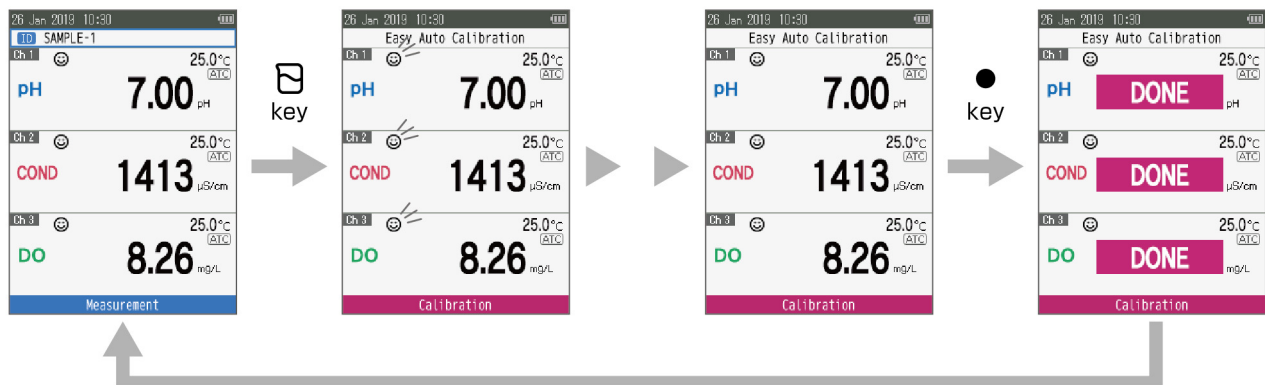 26 Jan 2019 10:30
ID SAMPLE-1
Ch 1 25.0°C
ATC
pH 7.00 pH
Ch 2 25.0°C
ATC
COND 1413 µS/cm
Ch 3 25.0°C
ATC
DO 8.26 mg/L
Measurement
key
26 Jan 2019 10:30
Easy Auto Calibration
Ch 1 25.0°C
ATC
pH 7.00 pH
Ch 2 25.0°C
ATC
COND 1413 µS/cm
Ch 3 25.0°C
ATC
DO 8.26 mg/L
Calibration
26 Jan 2019 10:30
Easy Auto Calibration
Ch 1 25.0°C
ATC
pH 7.00 pH
Ch 2 25.0°C
ATC
COND 1413 µS/cm
Ch 3 25.0°C
ATC
DO 8.26 mg/L
Calibration
key
26 Jan 2019 10:30
Easy Auto Calibration
Ch 1 25.0°C
ATC
pH DONE pH
Ch 2 25.0°C
ATC
COND DONE µS/cm
Ch 3 25.0°C
ATC
DO DONE mg/L
Calibration